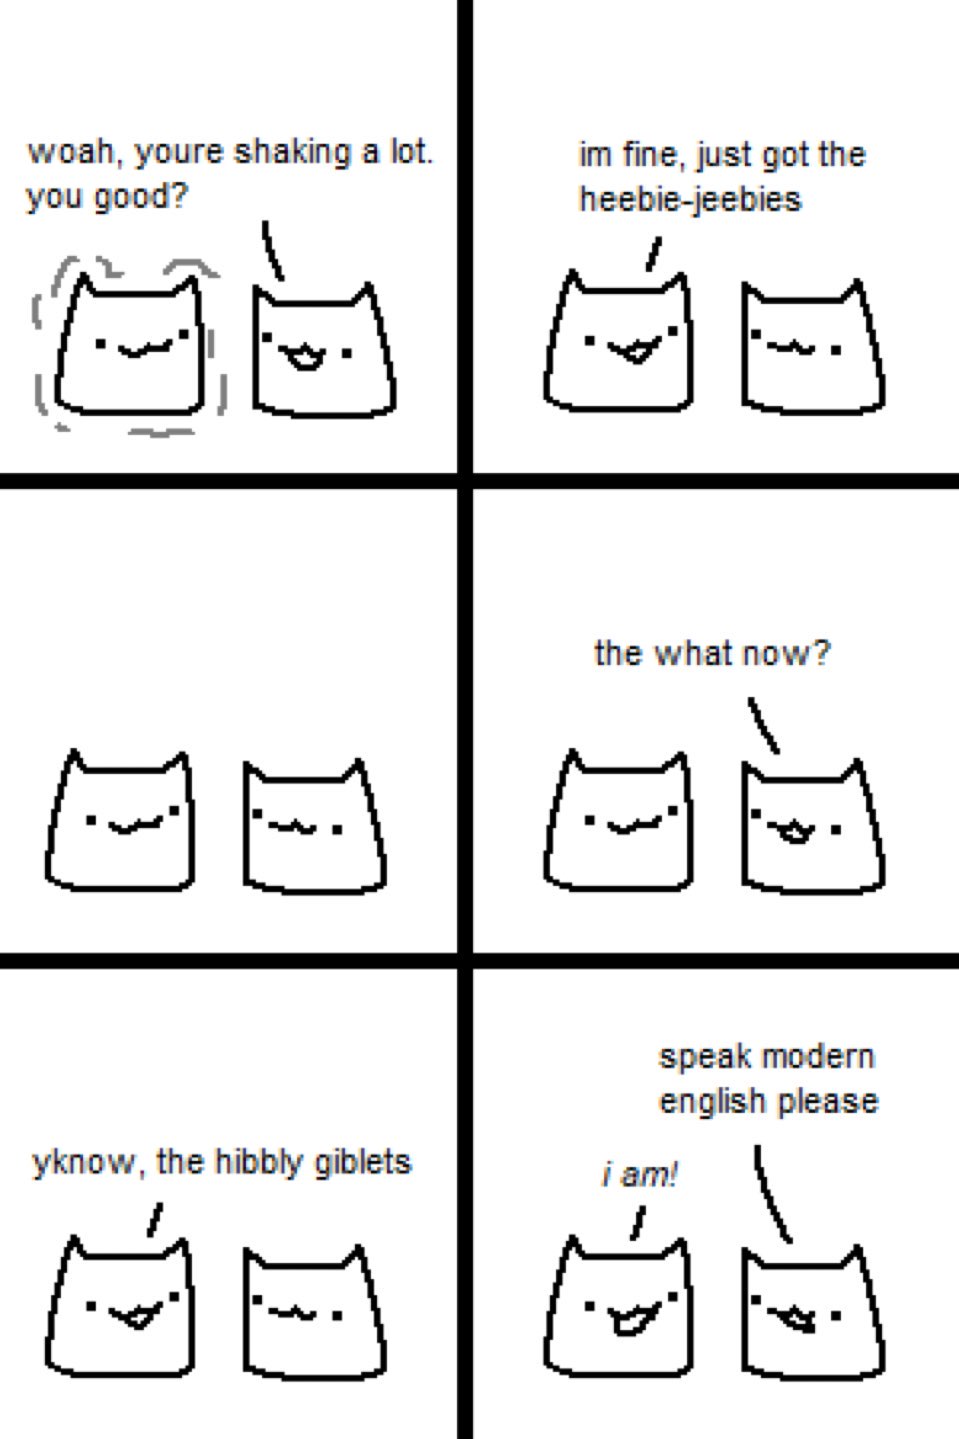 woah, youre shaking a lot.
you good?
im fine, just got the
heebie-jeebies
the what now?
yknow, the hibbly giblets
speak modern
english please
i am!